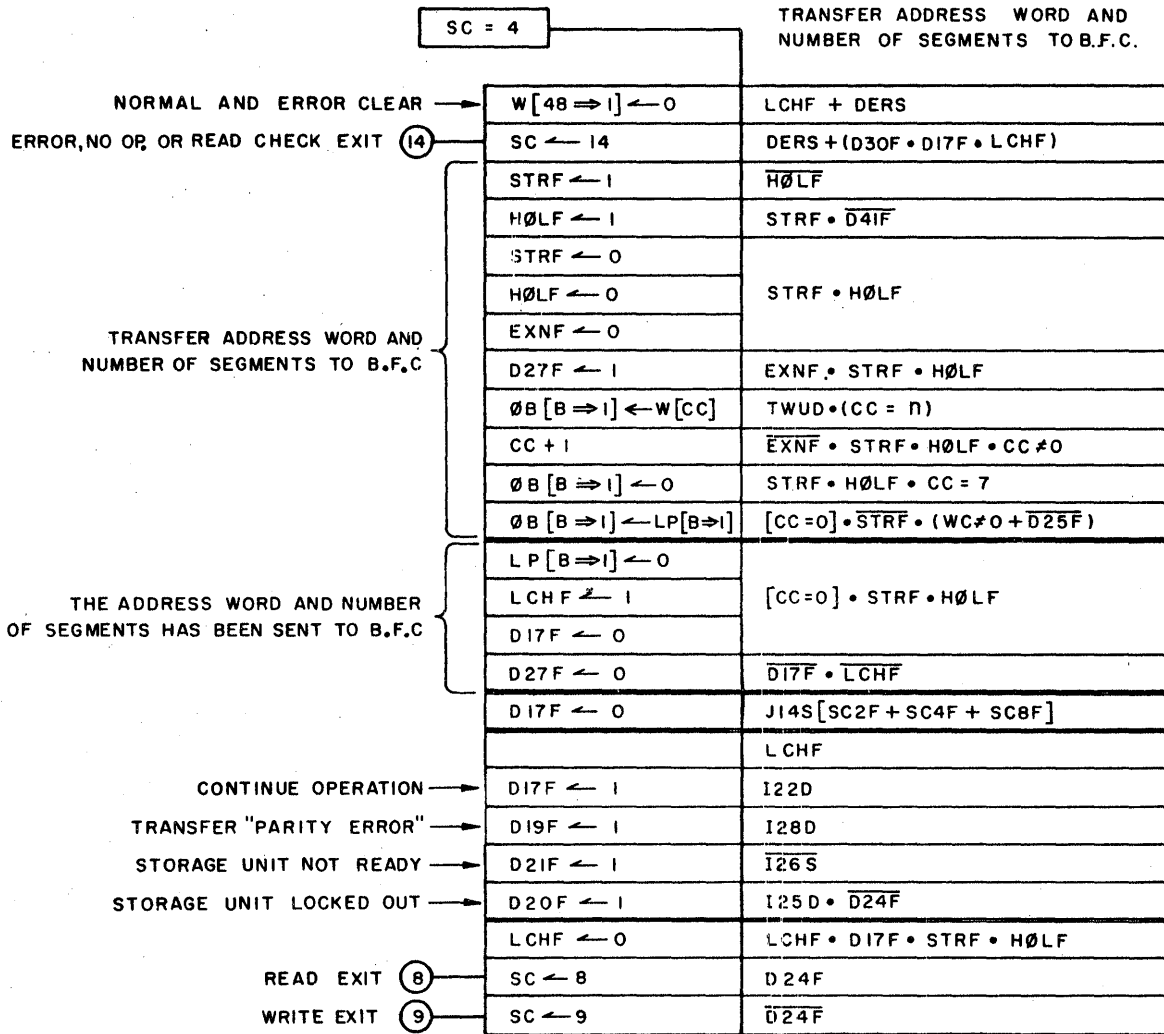 SC = 4
TRANSFER ADDRESS WORD AND
NUMBER OF SEGMENTS TO B.F.C.
NORMAL AND ERROR CLEAR → W[48⇒1]←0 LCHF + DERS
ERROR, NO OP. OR READ CHECK EXIT (14) SC ← 14 DERS + (D30F • D17F • LCHF)
STRF ← 1 H̅Ø̅L̅F̅
HØLF ← 1 STRF • D̅4̅1̅F̅
STRF ← 0
HØLF ← 0 STRF • HØLF
EXNF ← 0
TRANSFER ADDRESS WORD AND
NUMBER OF SEGMENTS TO B.F.C
D27F ← 1 EXNF • STRF • HØLF
ØB[B⇒1]←W[CC] TWUD•(CC = n)
CC + 1 E̅X̅N̅F̅ • STRF • HØLF • CC≠0
ØB[B⇒1]←0 STRF • HØLF • CC = 7
ØB[B⇒1]←LP[B⇒1] [CC=0] • S̅T̅R̅F̅ • (WC≠0 + D̅2̅5̅F̅)
LP[B⇒1]←0
LCHF ← 1 [CC=0] • STRF • HØLF
D17F ← 0
THE ADDRESS WORD AND NUMBER
OF SEGMENTS HAS BEEN SENT TO B.F.C
D27F ← 0 D̅1̅7̅F̅ • L̅C̅H̅F̅
D17F ← 0 J14S[SC2F + SC4F + SC8F]
LCHF
CONTINUE OPERATION → D17F ← 1 I22D
TRANSFER "PARITY ERROR" → D19F ← 1 I28D
STORAGE UNIT NOT READY → D21F ← 1 I̅2̅6̅S̅
STORAGE UNIT LOCKED OUT → D20F ← 1 I25D • D̅2̅4̅F̅
LCHF ← 0 LCHF • D17F • STRF • HØLF
READ EXIT (8) SC ← 8 D24F
WRITE EXIT (9) SC ← 9 D̅2̅4̅F̅